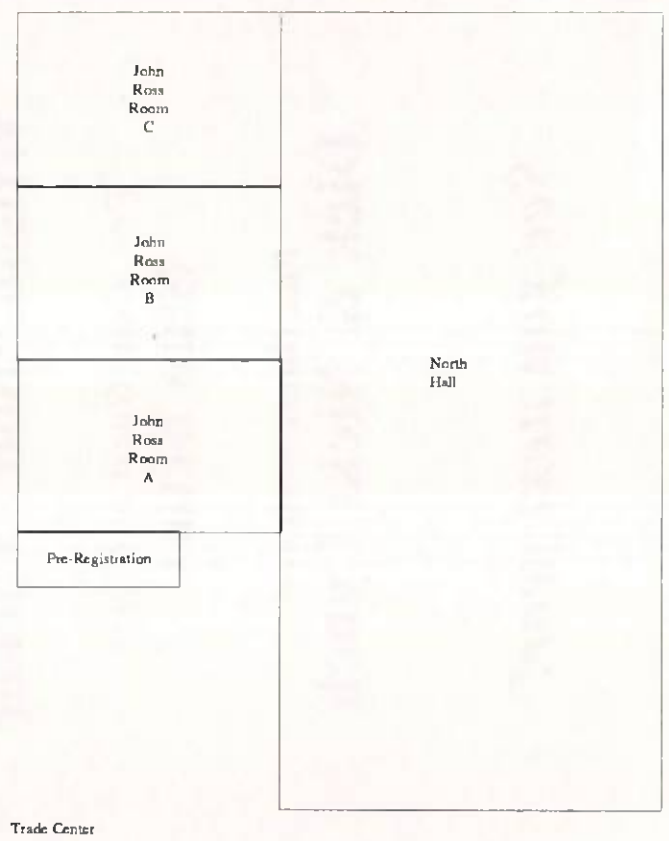 John
Ross
Room
C
John
Ross
Room
B
North
Hall
John
Ross
Room
A
Pre-Registration
Trade Center